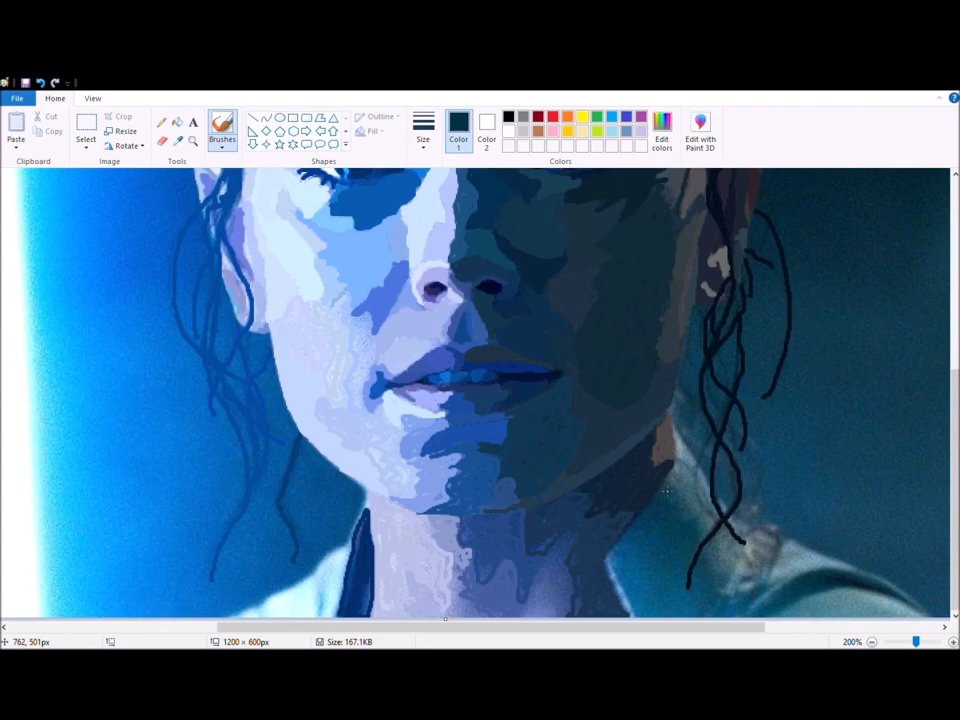 File Home View
Paste
Cut
Copy
Clipboard
Select
Crop
Resize
Rotate
Image
A
Tools
Brushes
Outline
Fill
Shapes
Size
Color
1
Color
2
Edit
colors
Edit with
Paint 3D
Colors
762, 501px
1200 × 600px
Size: 167.1KB
200%